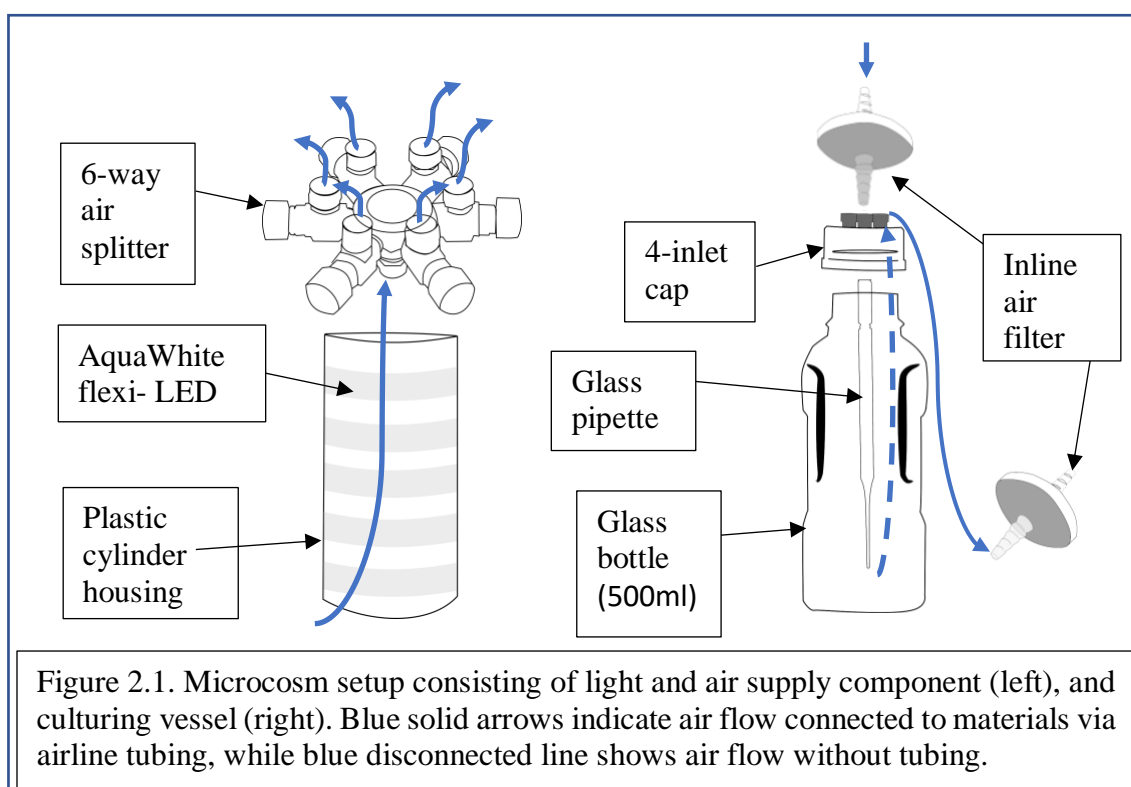 6-way
air
splitter
AquaWhite
flexi- LED
Plastic
cylinder
housing
4-inlet
cap
Glass
pipette
Glass
bottle
(500ml)
Inline
air
filter
Figure 2.1. Microcosm setup consisting of light and air supply component (left), and
culturing vessel (right). Blue solid arrows indicate air flow connected to materials via
airline tubing, while blue disconnected line shows air flow without tubing.